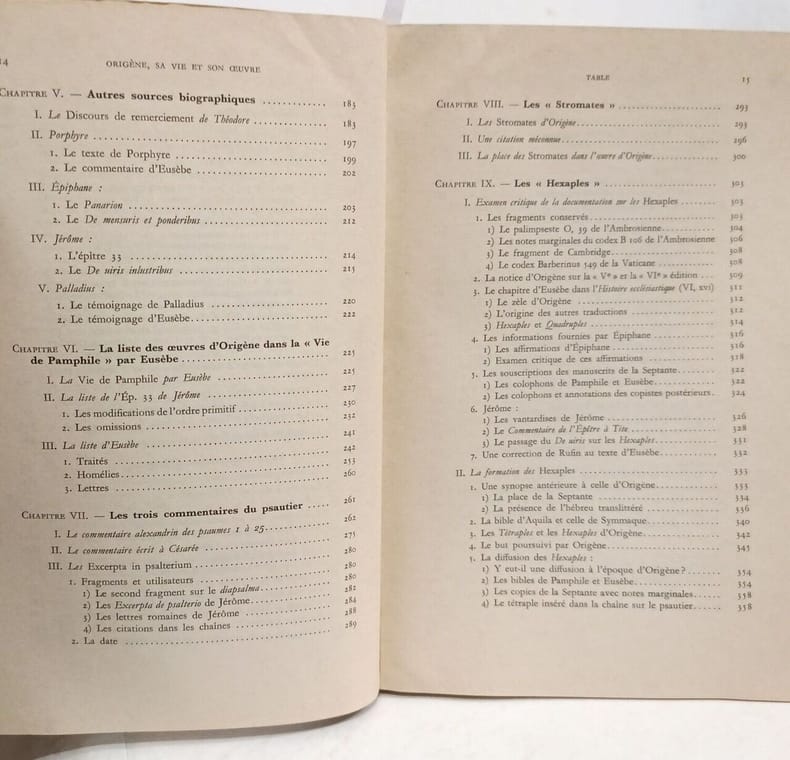 14 ORIGÈNE, SA VIE ET SON ŒUVRE
CHAPITRE V. — Autres sources biographiques ............ 183
I. Le Discours de remerciement de Théodore ............ 183
II. Porphyre ............ 197
1. Le texte de Porphyre ............ 199
2. Le commentaire d'Eusèbe ............ 202
III. Épiphane :
1. Le Panarion ............ 203
2. Le De mensuris et ponderibus ............ 212
IV. Jérôme :
1. L'épître 33 ............ 214
2. Le De uiris inlustribus ............ 215
V. Palladius :
1. Le témoignage de Palladius ............ 220
2. Le témoignage d'Eusèbe ............ 222
CHAPITRE VI. — La liste des œuvres d'Origène dans la « Vie
de Pamphile » par Eusèbe ............ 225
I. La Vie de Pamphile par Eusèbe ............ 225
II. La liste de l'Ép. 33 de Jérôme ............ 227
1. Les modifications de l'ordre primitif ............ 230
2. Les omissions ............ 232
III. La liste d'Eusèbe ............ 241
1. Traités ............ 242
2. Homélies ............ 253
3. Lettres ............ 260
CHAPITRE VII. — Les trois commentaires du psautier ..... 261
I. Le commentaire alexandrin des psaumes 1 à 25 ............ 262
II. Le commentaire écrit à Césarée ............ 275
III. Les Excerpta in psalterium ............ 280
1. Fragments et utilisateurs ............ 280
1) Le second fragment sur le diapsalma ............ 282
2) Les Excerpta de psalterio de Jérôme ............ 284
3) Les lettres romaines de Jérôme ............ 288
4) Les citations dans les chaînes ............ 289
2. La date ............
TABLE 15
CHAPITRE VIII. — Les « Stromates » ............ 293
I. Les Stromates d'Origène ............ 293
II. Une citation méconnue ............ 296
III. La place des Stromates dans l'œuvre d'Origène ............ 300
CHAPITRE IX. — Les « Hexaples » ............ 303
I. Examen critique de la documentation sur les Hexaples ........ 303
1. Les fragments conservés ............ 303
1) Le palimpseste O, 39 de l'Ambrosienne ............ 304
2) Les notes marginales du codex B 106 de l'Ambrosienne 306
3) Le fragment de Cambridge ............ 308
4) Le codex Barberinus 549 de la Vaticane ............ 308
2. La notice d'Origène sur la « Ve » et la « VIe » édition ... 309
3. Le chapitre d'Eusèbe dans l'Histoire ecclésiastique (VI, xvi) 311
1) Le zèle d'Origène ............ 312
2) L'origine des autres traductions ............ 312
3) Hexaples et Quadruples ............ 314
4. Les informations fournies par Épiphane ............ 316
1) Les affirmations d'Épiphane ............ 316
2) Examen critique de ces affirmations ............ 318
5. Les souscriptions des manuscrits de la Septante ............ 322
1) Les colophons de Pamphile et Eusèbe ............ 322
2) Les colophons et annotations des copistes postérieurs . 324
6. Jérôme :
1) Les vantardises de Jérôme ............ 326
2) Le Commentaire de l'Épître à Tite ............ 328
3) Le passage du De uiris sur les Hexaples ............ 331
7. Une correction de Rufin au texte d'Eusèbe ............ 332
II. La formation des Hexaples ............ 333
1. Une synopse antérieure à celle d'Origène ............ 333
1) La place de la Septante ............ 334
2) La présence de l'hébreu translittéré ............ 336
2. La bible d'Aquila et celle de Symmaque ............ 340
3. Les Tétraples et les Hexaples d'Origène ............ 342
4. Le but poursuivi par Origène ............ 345
5. La diffusion des Hexaples :
1) Y eut-il une diffusion à l'époque d'Origène ? ....... 354
2) Les bibles de Pamphile et Eusèbe ............ 354
3) Les copies de la Septante avec notes marginales ...... 358
4) Le tétraple inséré dans la chaîne sur le psautier ...... 358